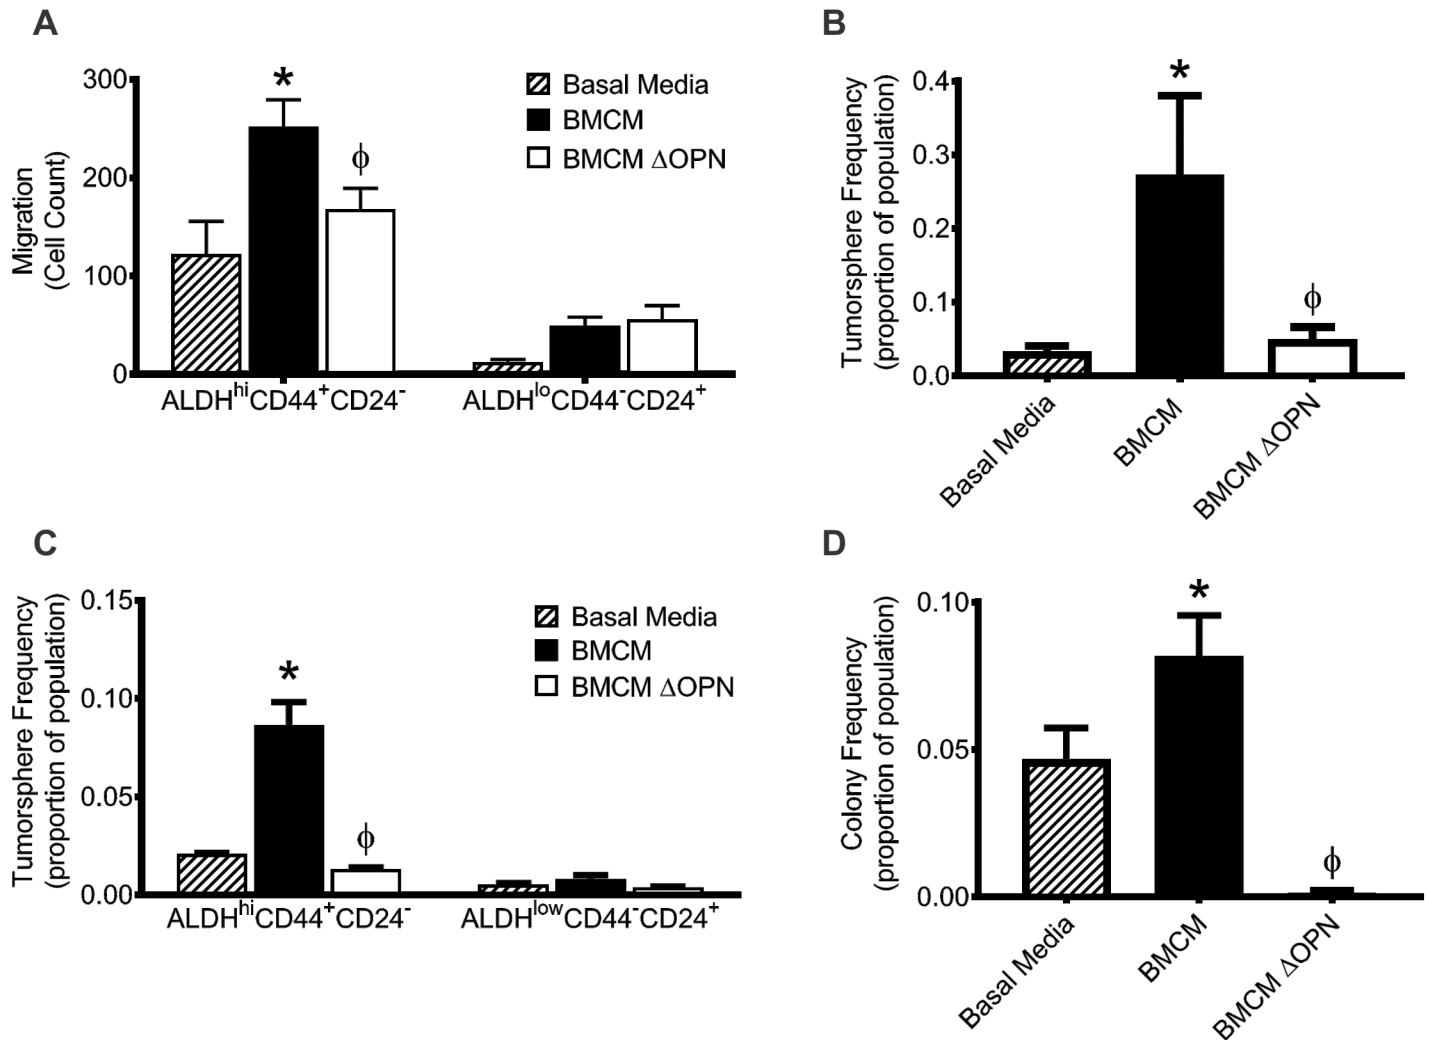 A
Migration
(Cell Count)
300
200
100
0
*
ϕ
Basal Media
BMCM
BMCM ΔOPN
ALDHhiCD44+CD24-
ALDHloCD44-CD24+
B
Tumorsphere Frequency
(proportion of population)
0.4
0.3
0.2
0.1
0.0
*
ϕ
Basal Media
BMCM
BMCM ΔOPN
C
Tumorsphere Frequency
(proportion of population)
0.15
0.10
0.05
0.00
*
ϕ
Basal Media
BMCM
BMCM ΔOPN
ALDHhiCD44+CD24-
ALDHlowCD44-CD24+
D
Colony Frequency
(proportion of population)
0.10
0.05
0.00
*
ϕ
Basal Media
BMCM
BMCM ΔOPN